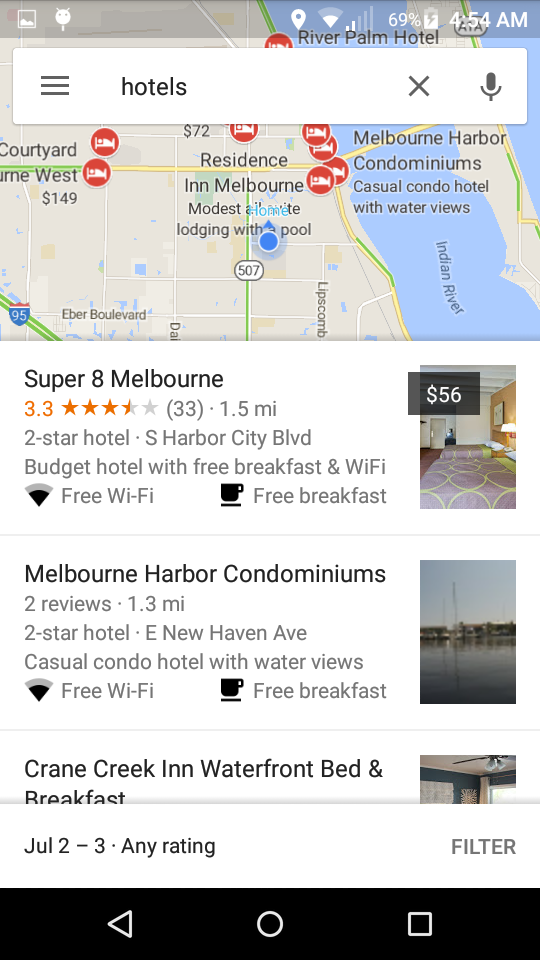 69% 4:54 AM
River Palm Hotel
A1A
hotels
$72
Courtyard
rne West
$149
Residence
Inn Melbourne
Modest all-suite
lodging with a pool
Home
Melbourne Harbor
Condominiums
Casual condo hotel
with water views
507
Indian River
95
Eber Boulevard
Dai
Lipscomb
Super 8 Melbourne
$56
3.3 (33) · 1.5 mi
2-star hotel · S Harbor City Blvd
Budget hotel with free breakfast & WiFi
Free Wi-Fi Free breakfast
Melbourne Harbor Condominiums
2 reviews · 1.3 mi
2-star hotel · E New Haven Ave
Casual condo hotel with water views
Free Wi-Fi Free breakfast
Crane Creek Inn Waterfront Bed &
Breakfast
Jul 2 – 3 · Any rating FILTER